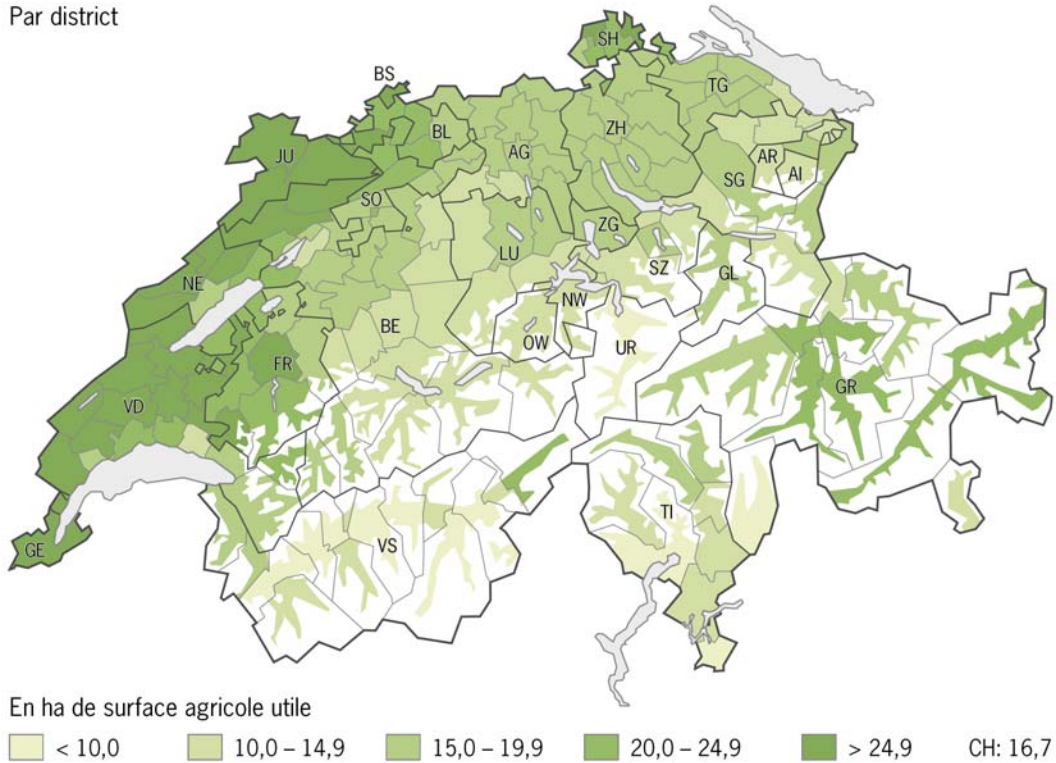 Par district
SH
BS
TG
BL
ZH
AG
JU
AR
AI
SO
SG
ZG
LU
SZ
NE
GL
NW
BE
OW
UR
FR
GR
VD
TI
VS
GE
En ha de surface agricole utile
< 10,0 10,0 – 14,9 15,0 – 19,9 20,0 – 24,9 > 24,9 CH: 16,7